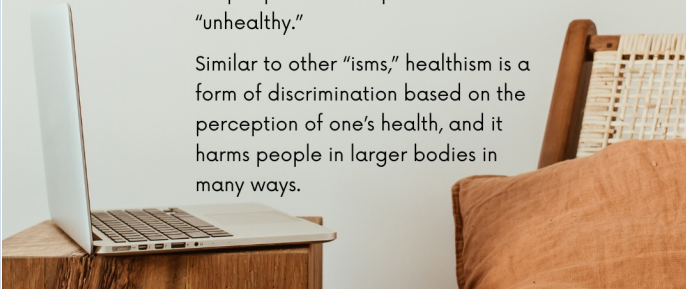 “unhealthy.”
Similar to other “isms,” healthism is a
form of discrimination based on the
perception of one’s health, and it
harms people in larger bodies in
many ways.